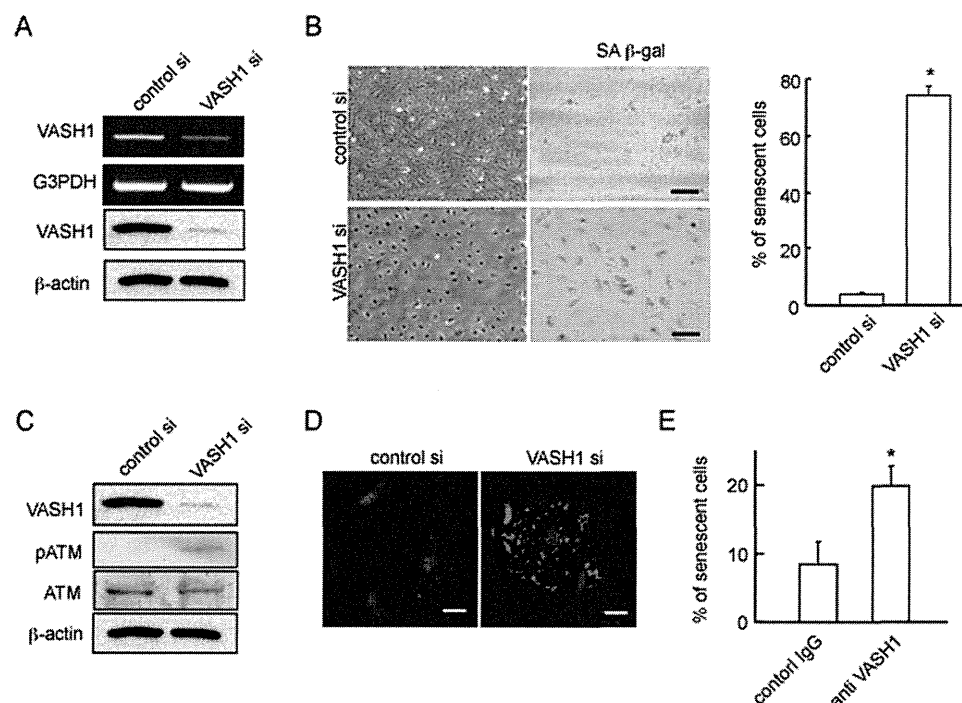 A
control si
VASH1 si
VASH1
G3PDH
VASH1
β-actin
B
SA β-gal
control si
VASH1 si
% of senescent cells
80
60
40
20
0
*
control si
VASH1 si
C
control si
VASH1 si
VASH1
pATM
ATM
β-actin
D
control si
VASH1 si
E
% of senescent cells
20
10
0
*
contorl IgG
anti VASH1